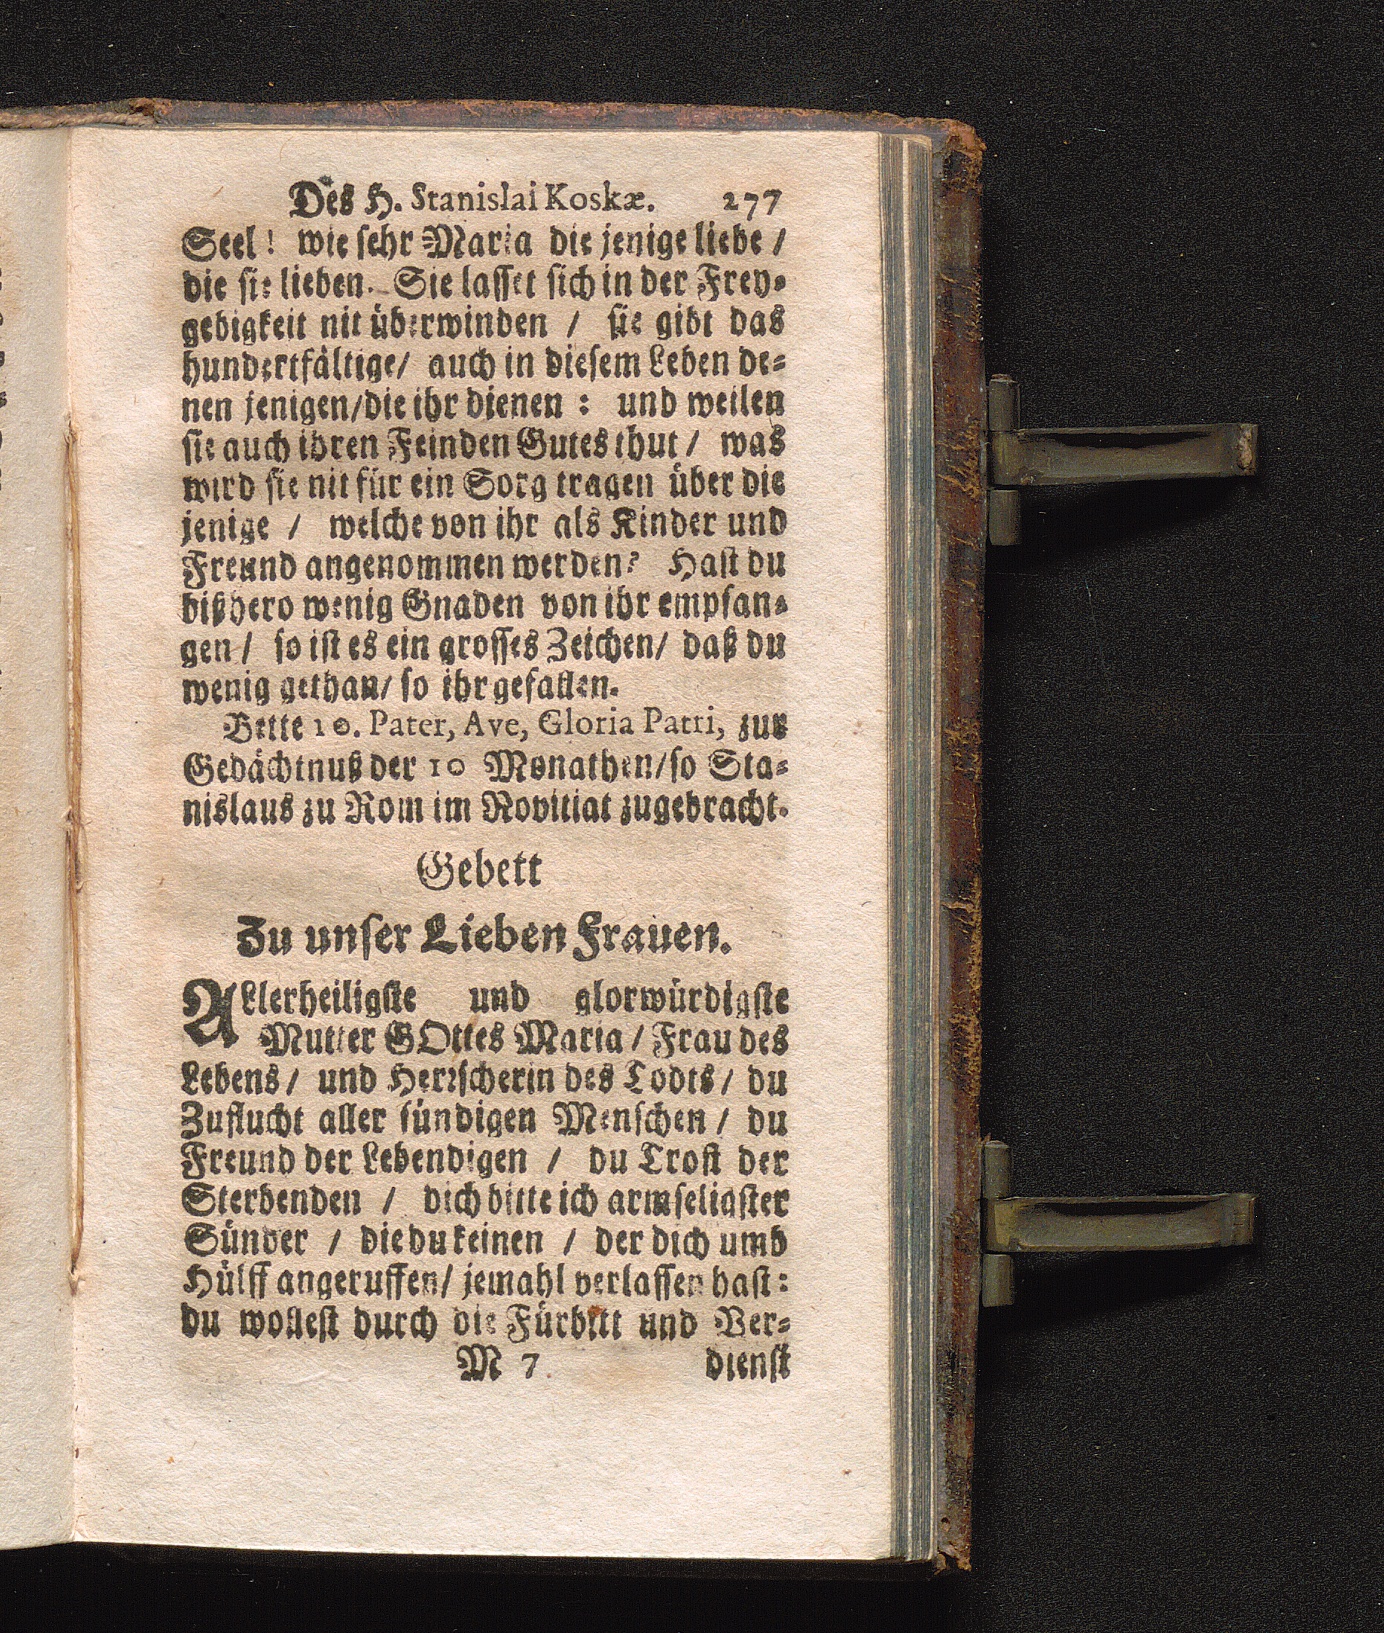 Des H. Stanislai Koskæ. 277
Seel! wie sehr Maria die jenige liebe /
die sie lieben. Sie lasset sich in der Frey-
gebigkeit nit überwinden / sie gibt das
hundertfältige/ auch in diesem Leben de-
nen jenigen/die ihr dienen : und weilen
sie auch ihren Feinden Gutes thut / was
wird sie nit für ein Sorg tragen über die
jenige / welche von ihr als Kinder und
Freund angenommen werden? Hast du
bißhero wenig Gnaden von ihr empfan-
gen / so ist es ein grosses Zeichen/ daß du
wenig gethan/ so ihr gefallen.
Bette 10. Pater, Ave, Gloria Patri, zur
Gedächtnuß der 10 Monathen/so Sta-
nislaus zu Rom im Novitiat zugebracht.
Gebett
Zu unser Lieben Frauen.
Allerheiligste und glorwürdigste
Mutter GOttes Maria / Frau des
Lebens / und Herrscherin des Todts / du
Zuflucht aller sündigen Menschen / du
Freund der Lebendigen / du Trost der
Sterbenden / dich bitte ich armseligster
Sünder / die du keinen / der dich umb
Hülff angeruffen/ jemahl verlassen hast:
du wollest durch die Fürbitt und Ver-
M 7 dienst